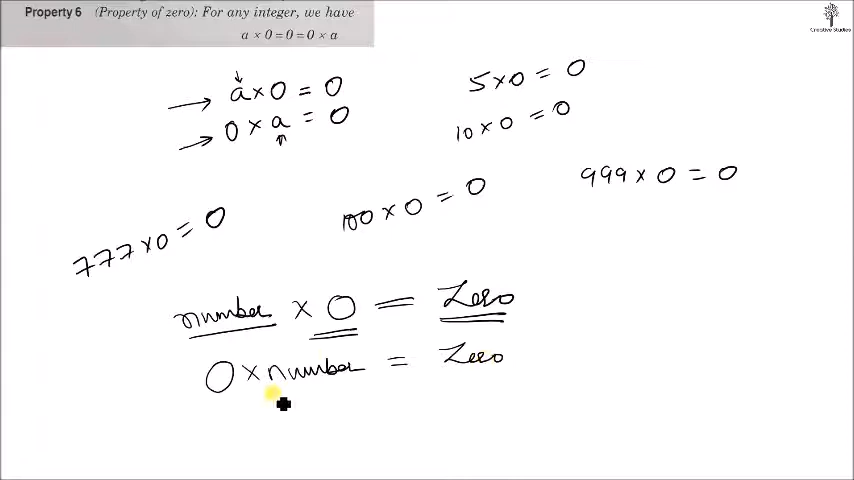 Property 6 (Property of zero): For any integer, we have
a × 0 = 0 = 0 × a
Creative Studies
a × 0 = 0
0 × a = 0
5 × 0 = 0
10 × 0 = 0
999 × 0 = 0
777 × 0 = 0
100 × 0 = 0
number × 0 = Zero
0 × number = Zero